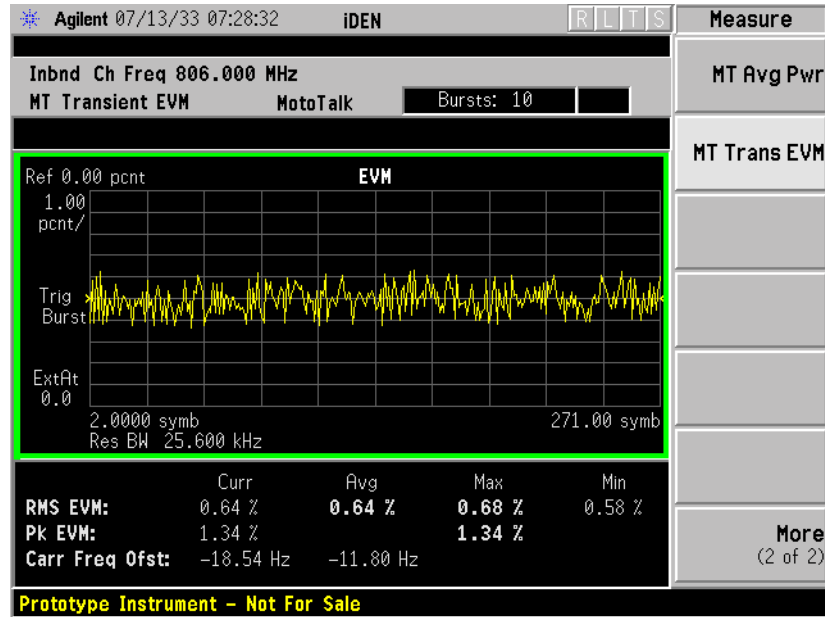 Agilent 07/13/33 07:28:32 iDEN R L T S Measure
Inbnd Ch Freq 806.000 MHz
MT Transient EVM MotoTalk Bursts: 10
MT Avg Pwr
MT Trans EVM
Ref 0.00 pcnt EVM
1.00
pcnt/
Trig
Burst
ExtAt
0.0
2.0000 symb 271.00 symb
Res BW 25.600 kHz
Curr Avg Max Min
RMS EVM: 0.64 % 0.64 % 0.68 % 0.58 %
Pk EVM: 1.34 % 1.34 %
Carr Freq Ofst: -18.54 Hz -11.80 Hz
More
(2 of 2)
Prototype Instrument - Not For Sale